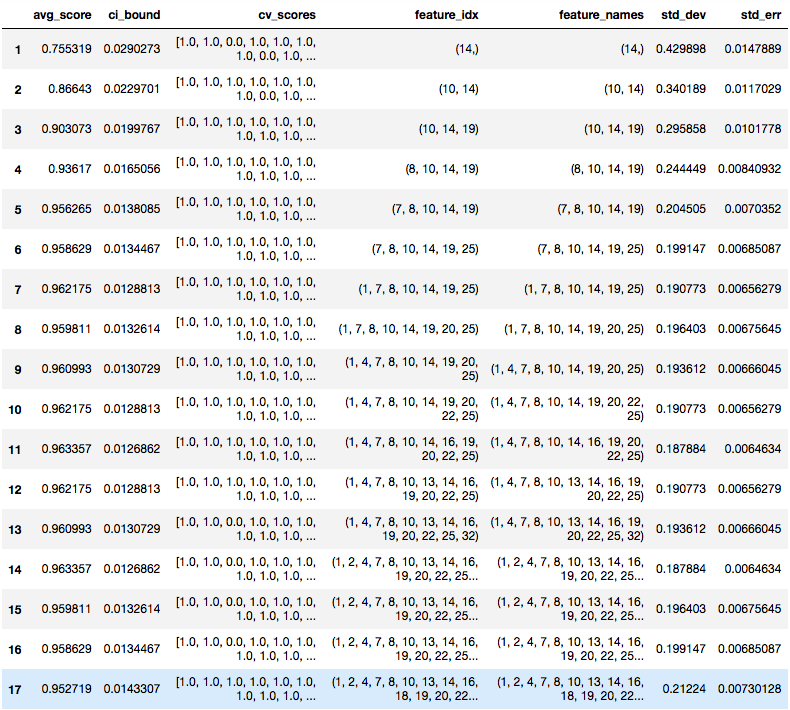 avg_score ci_bound cv_scores feature_idx feature_names std_dev std_err
1 0.755319 0.0290273 [1.0, 1.0, 0.0, 1.0, 1.0, 1.0, (14,) (14,) 0.429898 0.0147889
1.0, 0.0, 1.0, ...
2 0.86643 0.0229701 [1.0, 1.0, 1.0, 1.0, 1.0, 1.0, (10, 14) (10, 14) 0.340189 0.0117029
1.0, 0.0, 1.0, ...
3 0.903073 0.0199767 [1.0, 1.0, 1.0, 1.0, 1.0, 1.0, (10, 14, 19) (10, 14, 19) 0.295858 0.0101778
1.0, 1.0, 1.0, ...
4 0.93617 0.0165056 [1.0, 1.0, 1.0, 1.0, 1.0, 1.0, (8, 10, 14, 19) (8, 10, 14, 19) 0.244449 0.00840932
1.0, 1.0, 1.0, ...
5 0.956265 0.0138085 [1.0, 1.0, 1.0, 1.0, 1.0, 1.0, (7, 8, 10, 14, 19) (7, 8, 10, 14, 19) 0.204505 0.0070352
1.0, 1.0, 1.0, ...
6 0.958629 0.0134467 [1.0, 1.0, 1.0, 1.0, 1.0, 1.0, (7, 8, 10, 14, 19, 25) (7, 8, 10, 14, 19, 25) 0.199147 0.00685087
1.0, 1.0, 1.0, ...
7 0.962175 0.0128813 [1.0, 1.0, 1.0, 1.0, 1.0, 1.0, (1, 7, 8, 10, 14, 19, 25) (1, 7, 8, 10, 14, 19, 25) 0.190773 0.00656279
1.0, 1.0, 1.0, ...
8 0.959811 0.0132614 [1.0, 1.0, 1.0, 1.0, 1.0, 1.0, (1, 7, 8, 10, 14, 19, 20, 25) (1, 7, 8, 10, 14, 19, 20, 25) 0.196403 0.00675645
1.0, 1.0, 1.0, ...
9 0.960993 0.0130729 [1.0, 1.0, 1.0, 1.0, 1.0, 1.0, (1, 4, 7, 8, 10, 14, 19, 20, (1, 4, 7, 8, 10, 14, 19, 20, 25) 0.193612 0.00666045
1.0, 1.0, 1.0, ... 25)
10 0.962175 0.0128813 [1.0, 1.0, 1.0, 1.0, 1.0, 1.0, (1, 4, 7, 8, 10, 14, 19, 20, (1, 4, 7, 8, 10, 14, 19, 20, 22, 0.190773 0.00656279
1.0, 1.0, 1.0, ... 22, 25) 25)
11 0.963357 0.0126862 [1.0, 1.0, 1.0, 1.0, 1.0, 1.0, (1, 4, 7, 8, 10, 14, 16, 19, (1, 4, 7, 8, 10, 14, 16, 19, 20, 0.187884 0.0064634
1.0, 1.0, 1.0, ... 20, 22, 25) 22, 25)
12 0.962175 0.0128813 [1.0, 1.0, 1.0, 1.0, 1.0, 1.0, (1, 4, 7, 8, 10, 13, 14, 16, (1, 4, 7, 8, 10, 13, 14, 16, 19, 0.190773 0.00656279
1.0, 1.0, 1.0, ... 19, 20, 22, 25) 20, 22, 25)
13 0.960993 0.0130729 [1.0, 1.0, 0.0, 1.0, 1.0, 1.0, (1, 4, 7, 8, 10, 13, 14, 16, (1, 4, 7, 8, 10, 13, 14, 16, 19, 0.193612 0.00666045
1.0, 1.0, 1.0, ... 19, 20, 22, 25, 32) 20, 22, 25, 32)
14 0.963357 0.0126862 [1.0, 1.0, 0.0, 1.0, 1.0, 1.0, (1, 2, 4, 7, 8, 10, 13, 14, 16, (1, 2, 4, 7, 8, 10, 13, 14, 16, 0.187884 0.0064634
1.0, 1.0, 1.0, ... 19, 20, 22, 25... 19, 20, 22, 25...
15 0.959811 0.0132614 [1.0, 1.0, 0.0, 1.0, 1.0, 1.0, (1, 2, 4, 7, 8, 10, 13, 14, 16, (1, 2, 4, 7, 8, 10, 13, 14, 16, 0.196403 0.00675645
1.0, 1.0, 1.0, ... 19, 20, 22, 25... 19, 20, 22, 25...
16 0.958629 0.0134467 [1.0, 1.0, 0.0, 1.0, 1.0, 1.0, (1, 2, 4, 7, 8, 10, 13, 14, 16, (1, 2, 4, 7, 8, 10, 13, 14, 16, 0.199147 0.00685087
1.0, 1.0, 1.0, ... 19, 20, 22, 25... 19, 20, 22, 25...
17 0.952719 0.0143307 [1.0, 1.0, 1.0, 1.0, 1.0, 1.0, (1, 2, 4, 7, 8, 10, 13, 14, 16, (1, 2, 4, 7, 8, 10, 13, 14, 16, 0.21224 0.00730128
1.0, 1.0, 1.0, ... 18, 19, 20, 22... 18, 19, 20, 22...